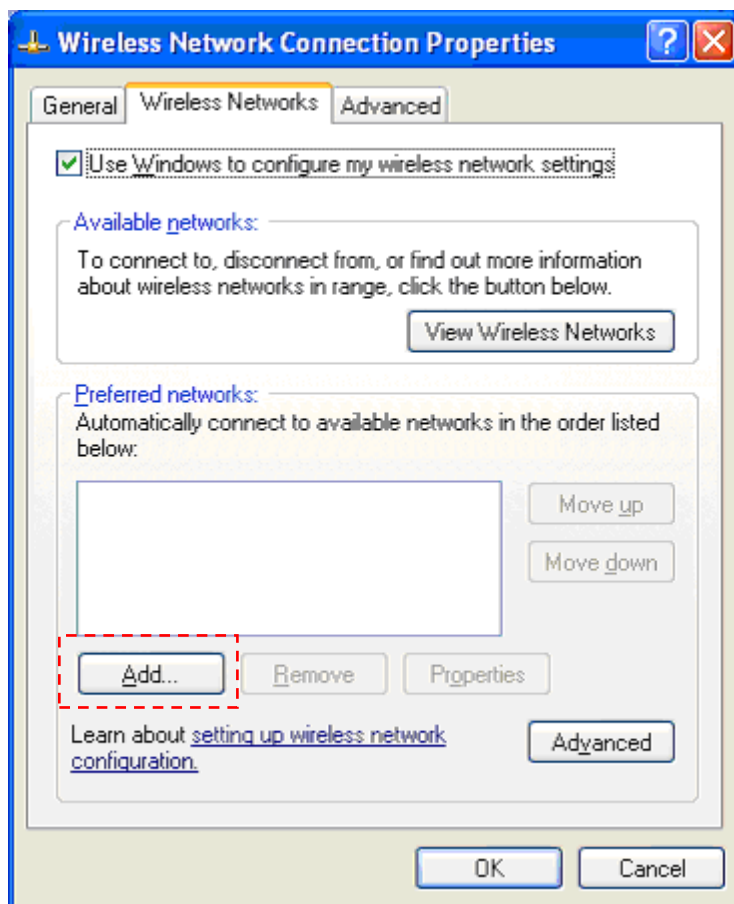 Wireless Network Connection Properties
?
General Wireless Networks Advanced
Use Windows to configure my wireless network settings
Available networks:
To connect to, disconnect from, or find out more information
about wireless networks in range, click the button below.
View Wireless Networks
Preferred networks:
Automatically connect to available networks in the order listed
below:
Move up
Move down
Add... Remove Properties
Learn about setting up wireless network
configuration.
Advanced
OK Cancel